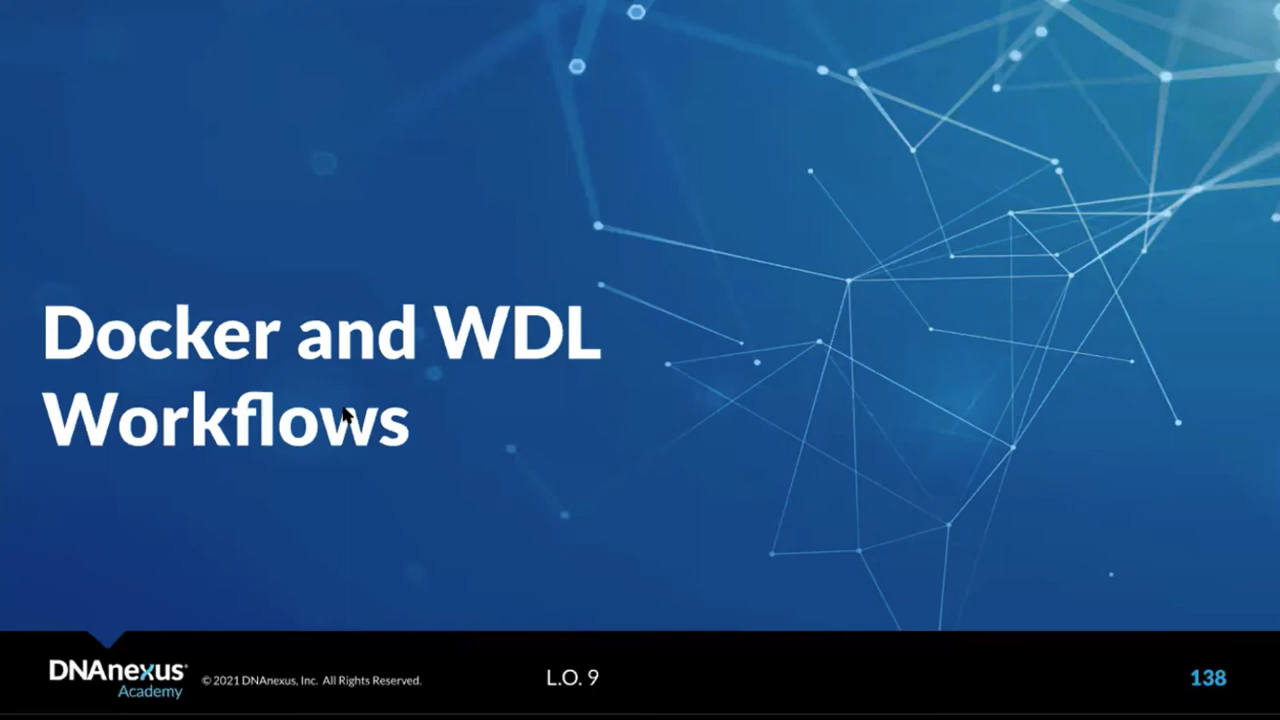 Docker and WDL
Workflows
DNAnexus®
Academy
© 2021 DNAnexus, Inc. All Rights Reserved.
L.O. 9
138